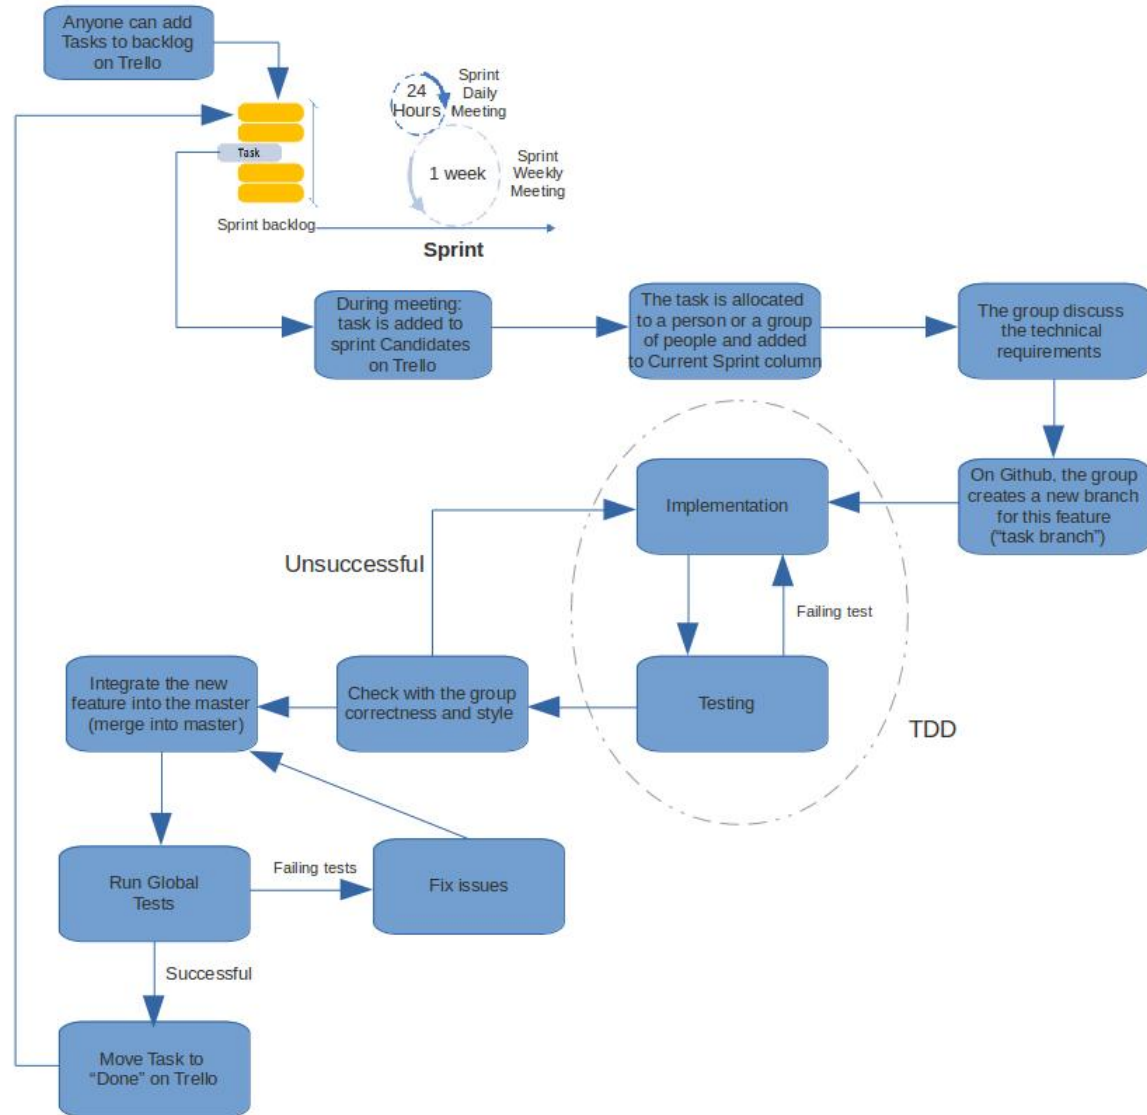 Anyone can add
Tasks to backlog
on Trello
24
Hours
Sprint
Daily
Meeting
Task
1 week
Sprint
Weekly
Meeting
Sprint backlog
Sprint
During meeting:
task is added to
sprint Candidates
on Trello
The task is allocated
to a person or a group
of people and added
to Current Sprint column
The group discuss
the technical
requirements
On Github, the group
creates a new branch
for this feature
(“task branch”)
Implementation
Unsuccessful
Failing test
Testing
TDD
Check with the group
correctness and style
Integrate the new
feature into the master
(merge into master)
Run Global
Tests
Failing tests
Fix issues
Successful
Move Task to
“Done” on Trello